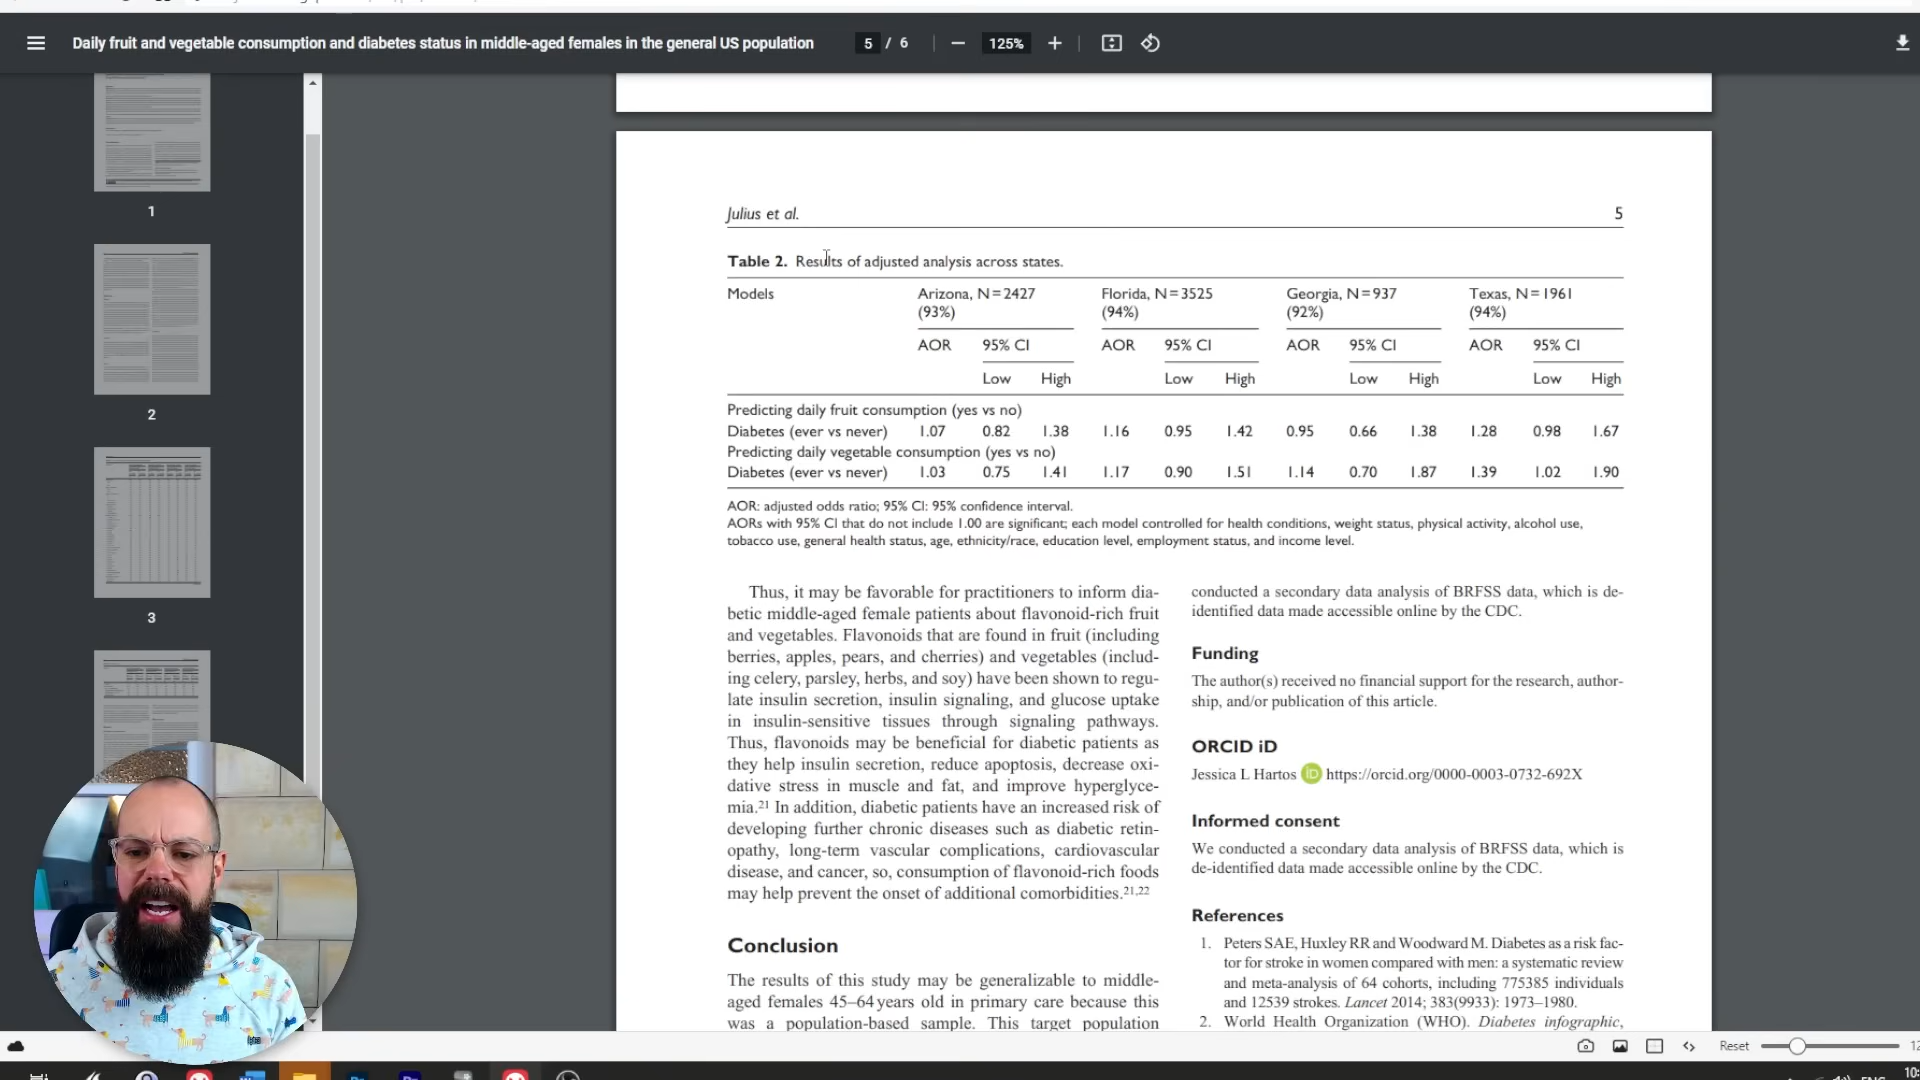 Daily fruit and vegetable consumption and diabetes status in middle-aged females in the general US population
5 / 6
125%
1
2
3
Julius et al. 5
Table 2. Results of adjusted analysis across states.
Models Arizona, N=2427 Florida, N=3525 Georgia, N=937 Texas, N=1961
(93%) (94%) (92%) (94%)
AOR 95% CI AOR 95% CI AOR 95% CI AOR 95% CI
Low High Low High Low High Low High
Predicting daily fruit consumption (yes vs no)
Diabetes (ever vs never) 1.07 0.82 1.38 1.16 0.95 1.42 0.95 0.66 1.38 1.28 0.98 1.67
Predicting daily vegetable consumption (yes vs no)
Diabetes (ever vs never) 1.03 0.75 1.41 1.17 0.90 1.51 1.14 0.70 1.87 1.39 1.02 1.90
AOR: adjusted odds ratio; 95% CI: 95% confidence interval.
AORs with 95% CI that do not include 1.00 are significant; each model controlled for health conditions, weight status, physical activity, alcohol use,
tobacco use, general health status, age, ethnicity/race, education level, employment status, and income level.
Thus, it may be favorable for practitioners to inform dia-
betic middle-aged female patients about flavonoid-rich fruit
and vegetables. Flavonoids that are found in fruit (including
berries, apples, pears, and cherries) and vegetables (includ-
ing celery, parsley, herbs, and soy) have been shown to regu-
late insulin secretion, insulin signaling, and glucose uptake
in insulin-sensitive tissues through signaling pathways.
Thus, flavonoids may be beneficial for diabetic patients as
they help insulin secretion, reduce apoptosis, decrease oxi-
dative stress in muscle and fat, and improve hyperglyce-
mia.21 In addition, diabetic patients have an increased risk of
developing further chronic diseases such as diabetic retin-
opathy, long-term vascular complications, cardiovascular
disease, and cancer, so, consumption of flavonoid-rich foods
may help prevent the onset of additional comorbidities.21,22
Conclusion
The results of this study may be generalizable to middle-
aged females 45–64 years old in primary care because this
was a population-based sample. This target population
conducted a secondary data analysis of BRFSS data, which is de-
identified data made accessible online by the CDC.
Funding
The author(s) received no financial support for the research, author-
ship, and/or publication of this article.
ORCID iD
Jessica L Hartos iD https://orcid.org/0000-0003-0732-692X
Informed consent
We conducted a secondary data analysis of BRFSS data, which is
de-identified data made accessible online by the CDC.
References
1. Peters SAE, Huxley RR and Woodward M. Diabetes as a risk fac-
tor for stroke in women compared with men: a systematic review
and meta-analysis of 64 cohorts, including 775385 individuals
and 12539 strokes. Lancet 2014; 383(9933): 1973–1980.
2. World Health Organization (WHO). Diabetes infographic,
Reset